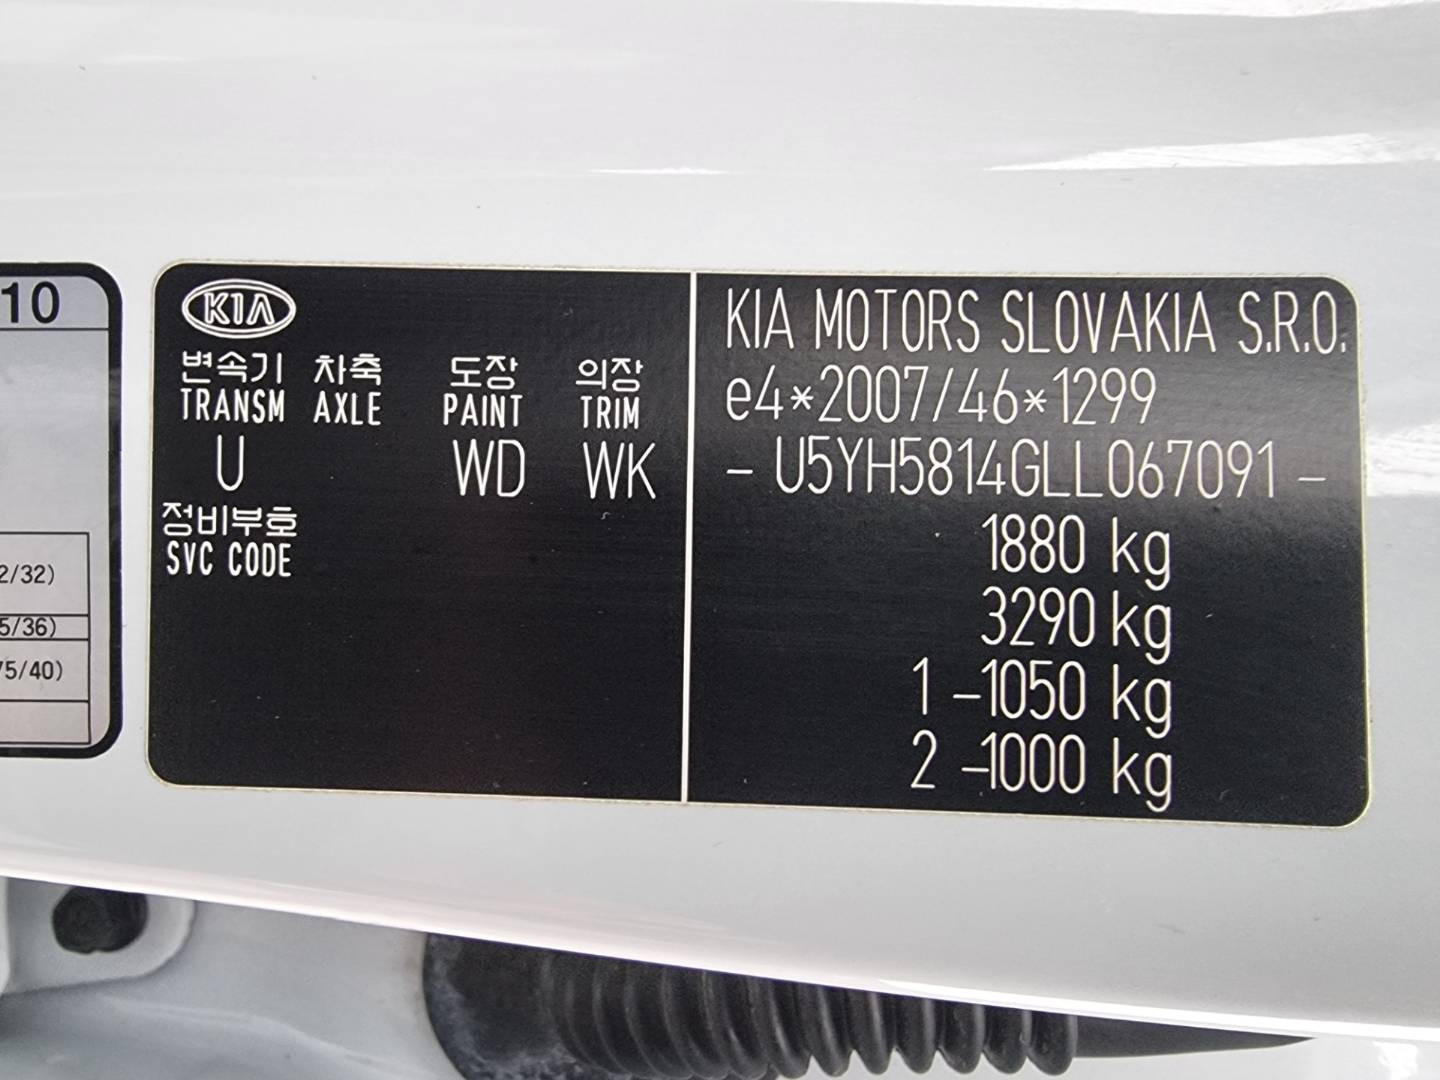 10
2/32)
5/36)
75/40)
KIA
변속기 차축 도장 의장
TRANSM AXLE PAINT TRIM
U WD WK
정비부호
SVC CODE
KIA MOTORS SLOVAKIA S.R.O.
e4*2007/46*1299
- U5YH5814GLL067091 -
1880 kg
3290 kg
1 -1050 kg
2 -1000 kg